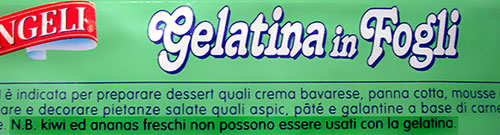 NGELI
Gelatina in Fogli
è indicata per preparare dessert quali crema bavarese, panna cotta, mousse
are e decorare pietanze salate quali aspic, pâté e galantine a base di carne
e. N.B. kiwi ed ananas freschi non possono essere usati con la gelatina.